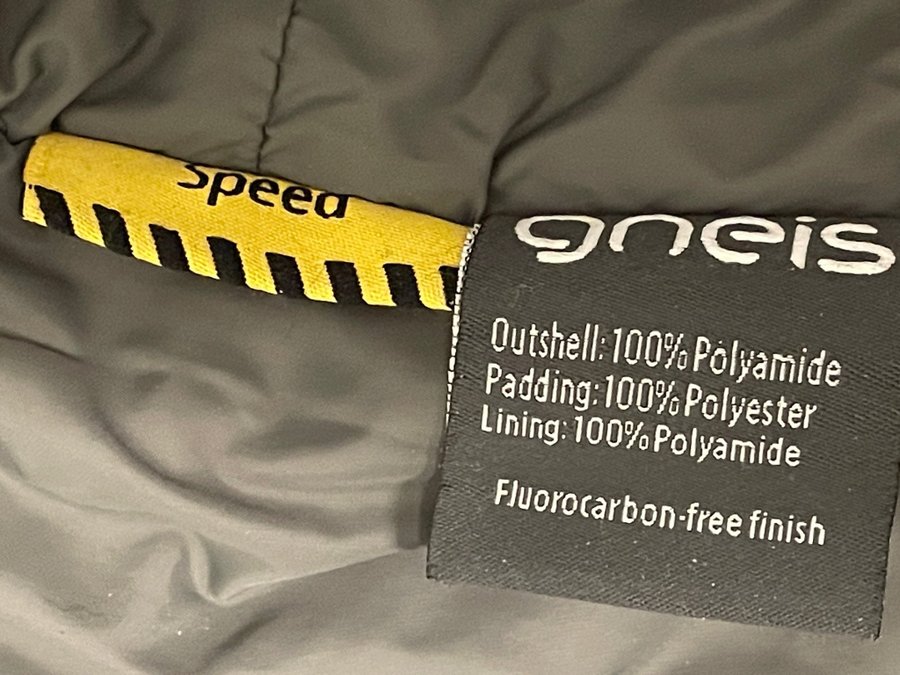 Speed
gneis
Outshell: 100% Polyamide
Padding: 100% Polyester
Lining: 100% Polyamide
Fluorocarbon-free finish